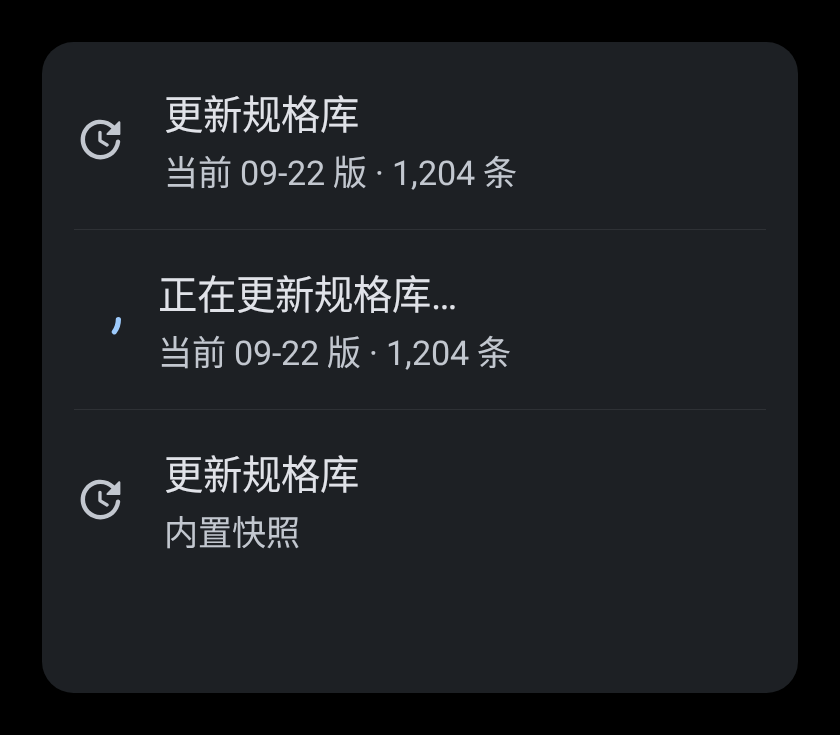 更新规格库
当前 09-22 版 · 1,204 条
正在更新规格库…
当前 09-22 版 · 1,204 条
更新规格库
内置快照